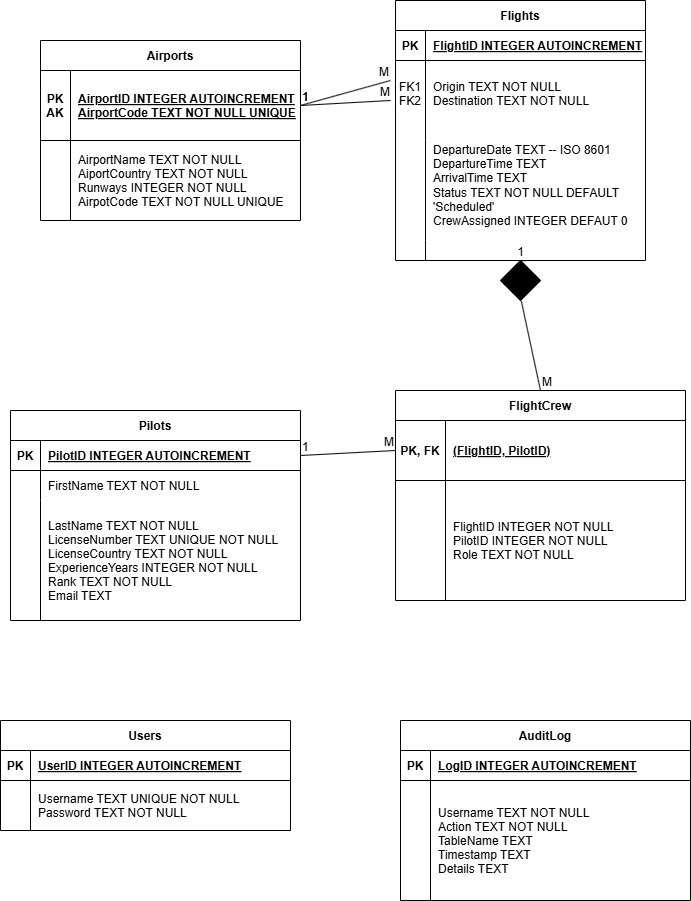 Flights
PK FlightID INTEGER AUTOINCREMENT
FK1 Origin TEXT NOT NULL
FK2 Destination TEXT NOT NULL
DepartureDate TEXT -- ISO 8601
DepartureTime TEXT
ArrivalTime TEXT
Status TEXT NOT NULL DEFAULT
'Scheduled'
CrewAssigned INTEGER DEFAUT 0
Airports
PK AirportID INTEGER AUTOINCREMENT
AK AirportCode TEXT NOT NULL UNIQUE
AirportName TEXT NOT NULL
AiportCountry TEXT NOT NULL
Runways INTEGER NOT NULL
AirpotCode TEXT NOT NULL UNIQUE
1
M
M
1
M
FlightCrew
PK, FK (FlightID, PilotID)
FlightID INTEGER NOT NULL
PilotID INTEGER NOT NULL
Role TEXT NOT NULL
Pilots
PK PilotID INTEGER AUTOINCREMENT
FirstName TEXT NOT NULL
LastName TEXT NOT NULL
LicenseNumber TEXT UNIQUE NOT NULL
LicenseCountry TEXT NOT NULL
ExperienceYears INTEGER NOT NULL
Rank TEXT NOT NULL
Email TEXT
1
M
Users
PK UserID INTEGER AUTOINCREMENT
Username TEXT UNIQUE NOT NULL
Password TEXT NOT NULL
AuditLog
PK LogID INTEGER AUTOINCREMENT
Username TEXT NOT NULL
Action TEXT NOT NULL
TableName TEXT
Timestamp TEXT
Details TEXT